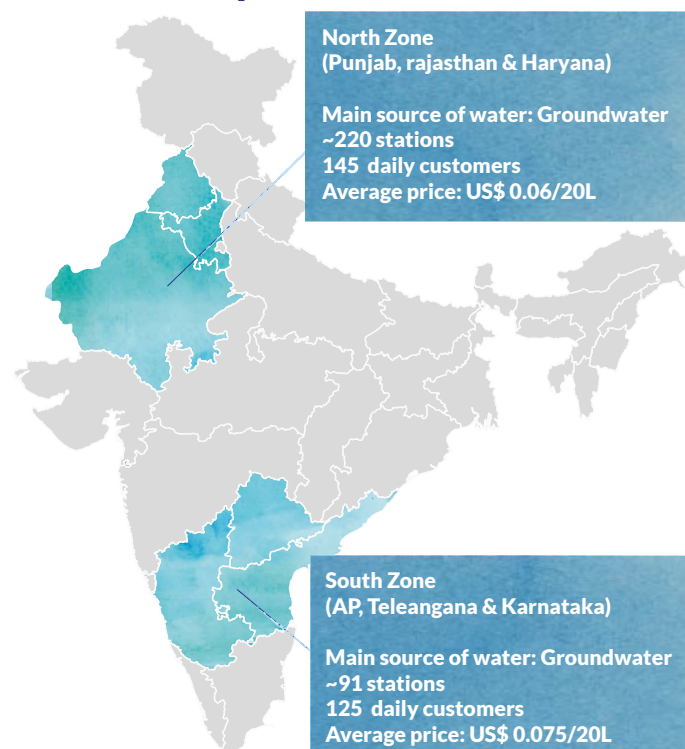 North Zone
(Punjab, rajasthan & Haryana)
Main source of water: Groundwater
~220 stations
145 daily customers
Average price: US$ 0.06/20L
South Zone
(AP, Teleangana & Karnataka)
Main source of water: Groundwater
~91 stations
125 daily customers
Average price: US$ 0.075/20L